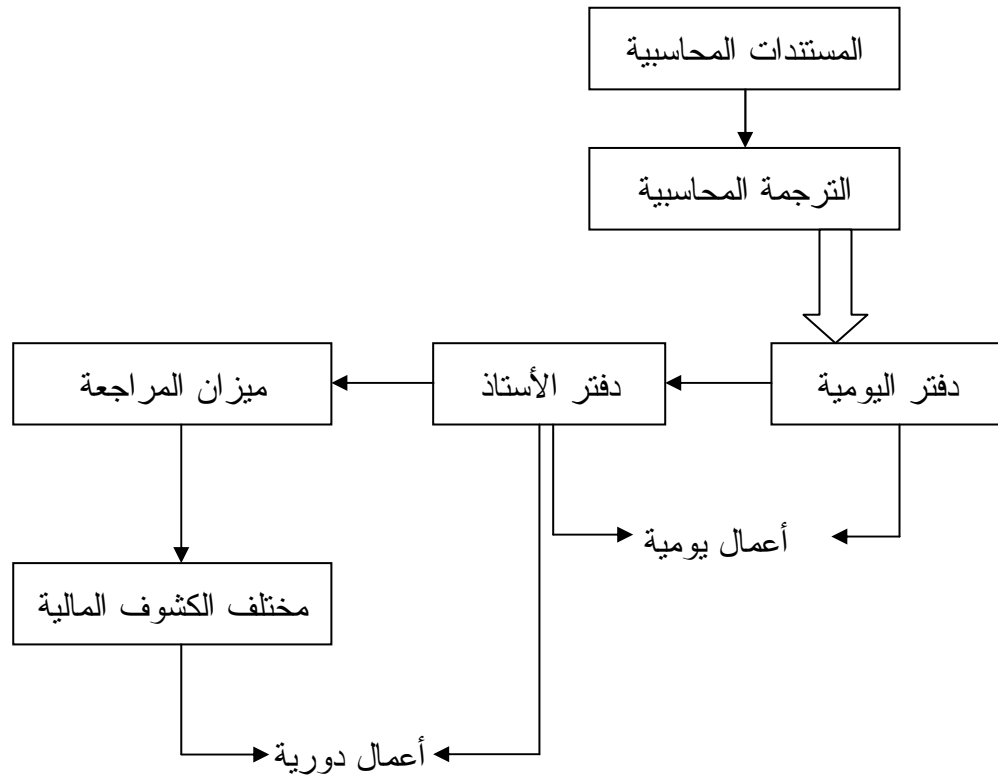 المستندات المحاسبية
الترجمة المحاسبية
دفتر اليومية
دفتر الأستاذ
ميزان المراجعة
أعمال يومية
مختلف الكشوف المالية
أعمال دورية